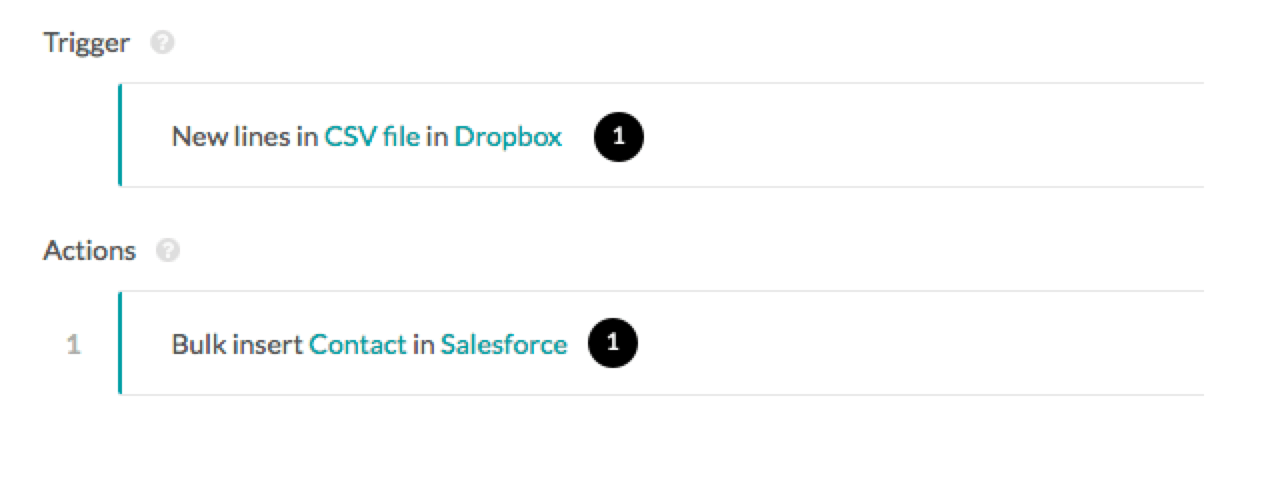 Trigger ?
New lines in CSV file in Dropbox 1
Actions ?
1 Bulk insert Contact in Salesforce 1